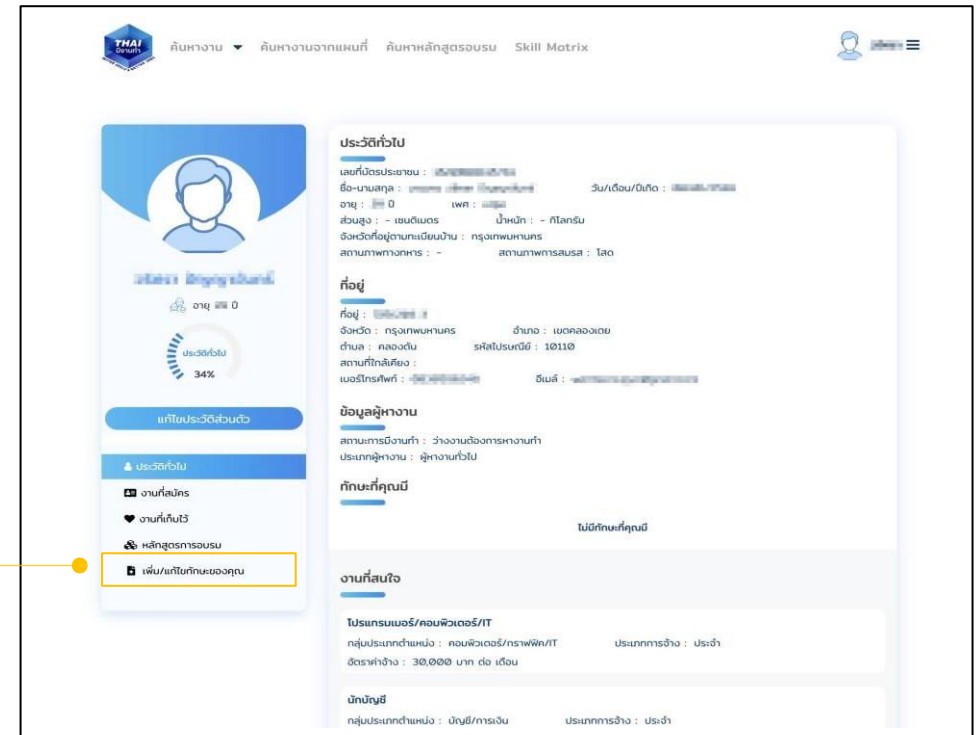 THAI
มีงานทำ
ค้นหางาน ค้นหางานจากแผนที่ ค้นหาหลักสูตรอบรม Skill Matrix
อายุ ปี
ประวัติทั่วไป
34%
แก้ไขประวัติส่วนตัว
ประวัติทั่วไป
งานที่สมัคร
งานที่เก็บไว้
หลักสูตรการอบรม
เพิ่ม/แก้ไขทักษะของคุณ
ประวัติทั่วไป
เลขที่บัตรประชาชน :
ชื่อ-นามสกุล : วัน/เดือน/ปีเกิด :
อายุ : ปี เพศ :
ส่วนสูง : - เซนติเมตร น้ำหนัก : - กิโลกรัม
จังหวัดที่อยู่ตามทะเบียนบ้าน : กรุงเทพมหานคร
สถานภาพทางทหาร : - สถานภาพการสมรส : โสด
ที่อยู่
ที่อยู่ :
จังหวัด : กรุงเทพมหานคร อำเภอ : เขตคลองเตย
ตำบล : คลองตัน รหัสไปรษณีย์ : 10110
สถานที่ใกล้เคียง :
เบอร์โทรศัพท์ : อีเมล์ :
ข้อมูลผู้หางาน
สถานะการมีงานทำ : ว่างงานต้องการหางานทำ
ประเภทผู้หางาน : ผู้หางานทั่วไป
ทักษะที่คุณมี
ไม่มีทักษะที่คุณมี
งานที่สนใจ
โปรแกรมเมอร์/คอมพิวเตอร์/IT
กลุ่มประเภทตำแหน่ง : คอมพิวเตอร์/กราฟฟิค/IT ประเภทการจ้าง : ประจำ
อัตราค่าจ้าง : 30,000 บาท ต่อ เดือน
นักบัญชี
กลุ่มประเภทตำแหน่ง : บัญชี/การเงิน ประเภทการจ้าง : ประจำ